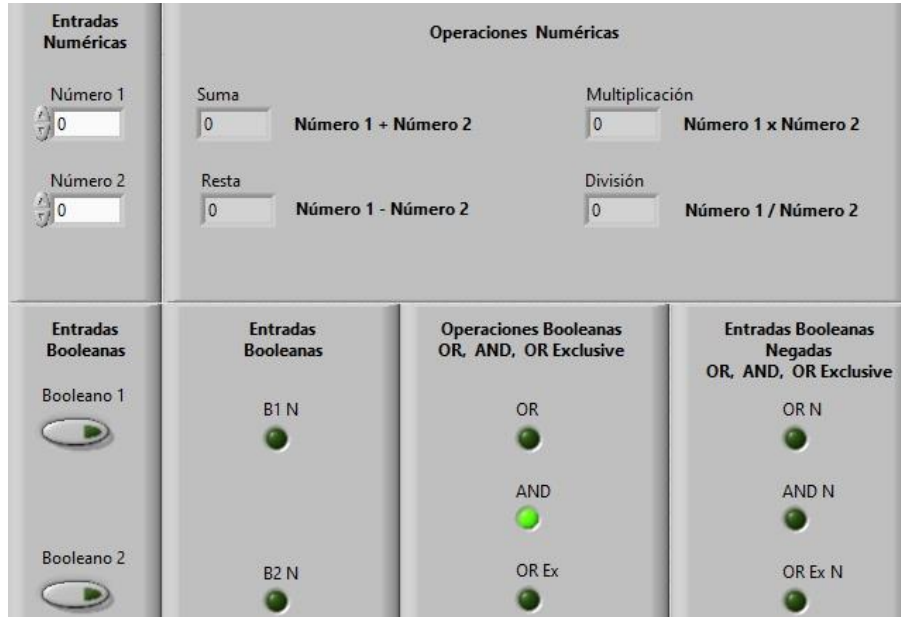 Entradas
Numéricas
Número 1
0
Número 2
0
Operaciones Numéricas
Suma
0
Número 1 + Número 2
Multiplicación
0
Número 1 x Número 2
Resta
0
Número 1 - Número 2
División
0
Número 1 / Número 2
Entradas
Booleanas
Booleano 1
Booleano 2
Entradas
Booleanas
B1 N
B2 N
Operaciones Booleanas
OR, AND, OR Exclusive
OR
AND
OR Ex
Entradas Booleanas
Negadas
OR, AND, OR Exclusive
OR N
AND N
OR Ex N